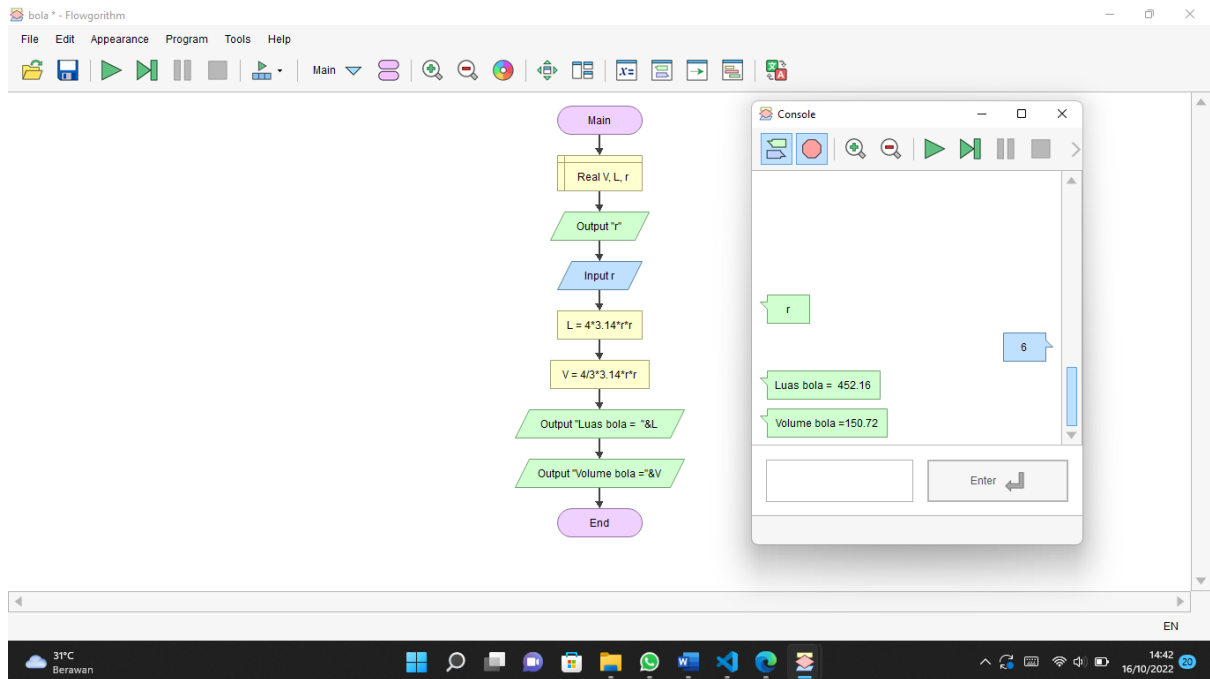 bola * - Flowgorithm
File Edit Appearance Program Tools Help
Main
Main
Real V, L, r
Output "r"
Input r
L = 4*3.14*r*r
V = 4/3*3.14*r*r
Output "Luas bola =  "&L
Output "Volume bola ="&V
End
Console
r
6
Luas bola =  452.16
Volume bola =150.72
Enter
EN
31°C
Berawan
14:42
16/10/2022
20